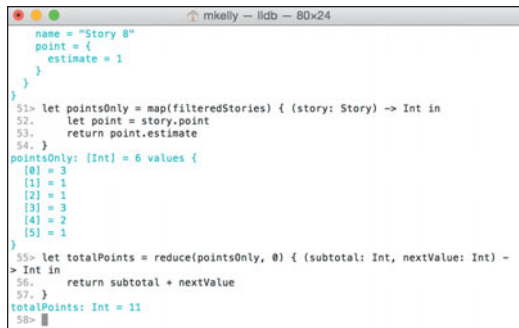 mkelly — lldb — 80×24
name = "Story 8"
point = {
estimate = 1
}
}
}
51> let pointsOnly = map(filteredStories) { (story: Story) -> Int in
52. let point = story.point
53. return point.estimate
54. }
pointsOnly: [Int] = 6 values {
[0] = 3
[1] = 1
[2] = 1
[3] = 3
[4] = 2
[5] = 1
}
55> let totalPoints = reduce(pointsOnly, 0) { (subtotal: Int, nextValue: Int) -
> Int in
56. return subtotal + nextValue
57. }
totalPoints: Int = 11
58>